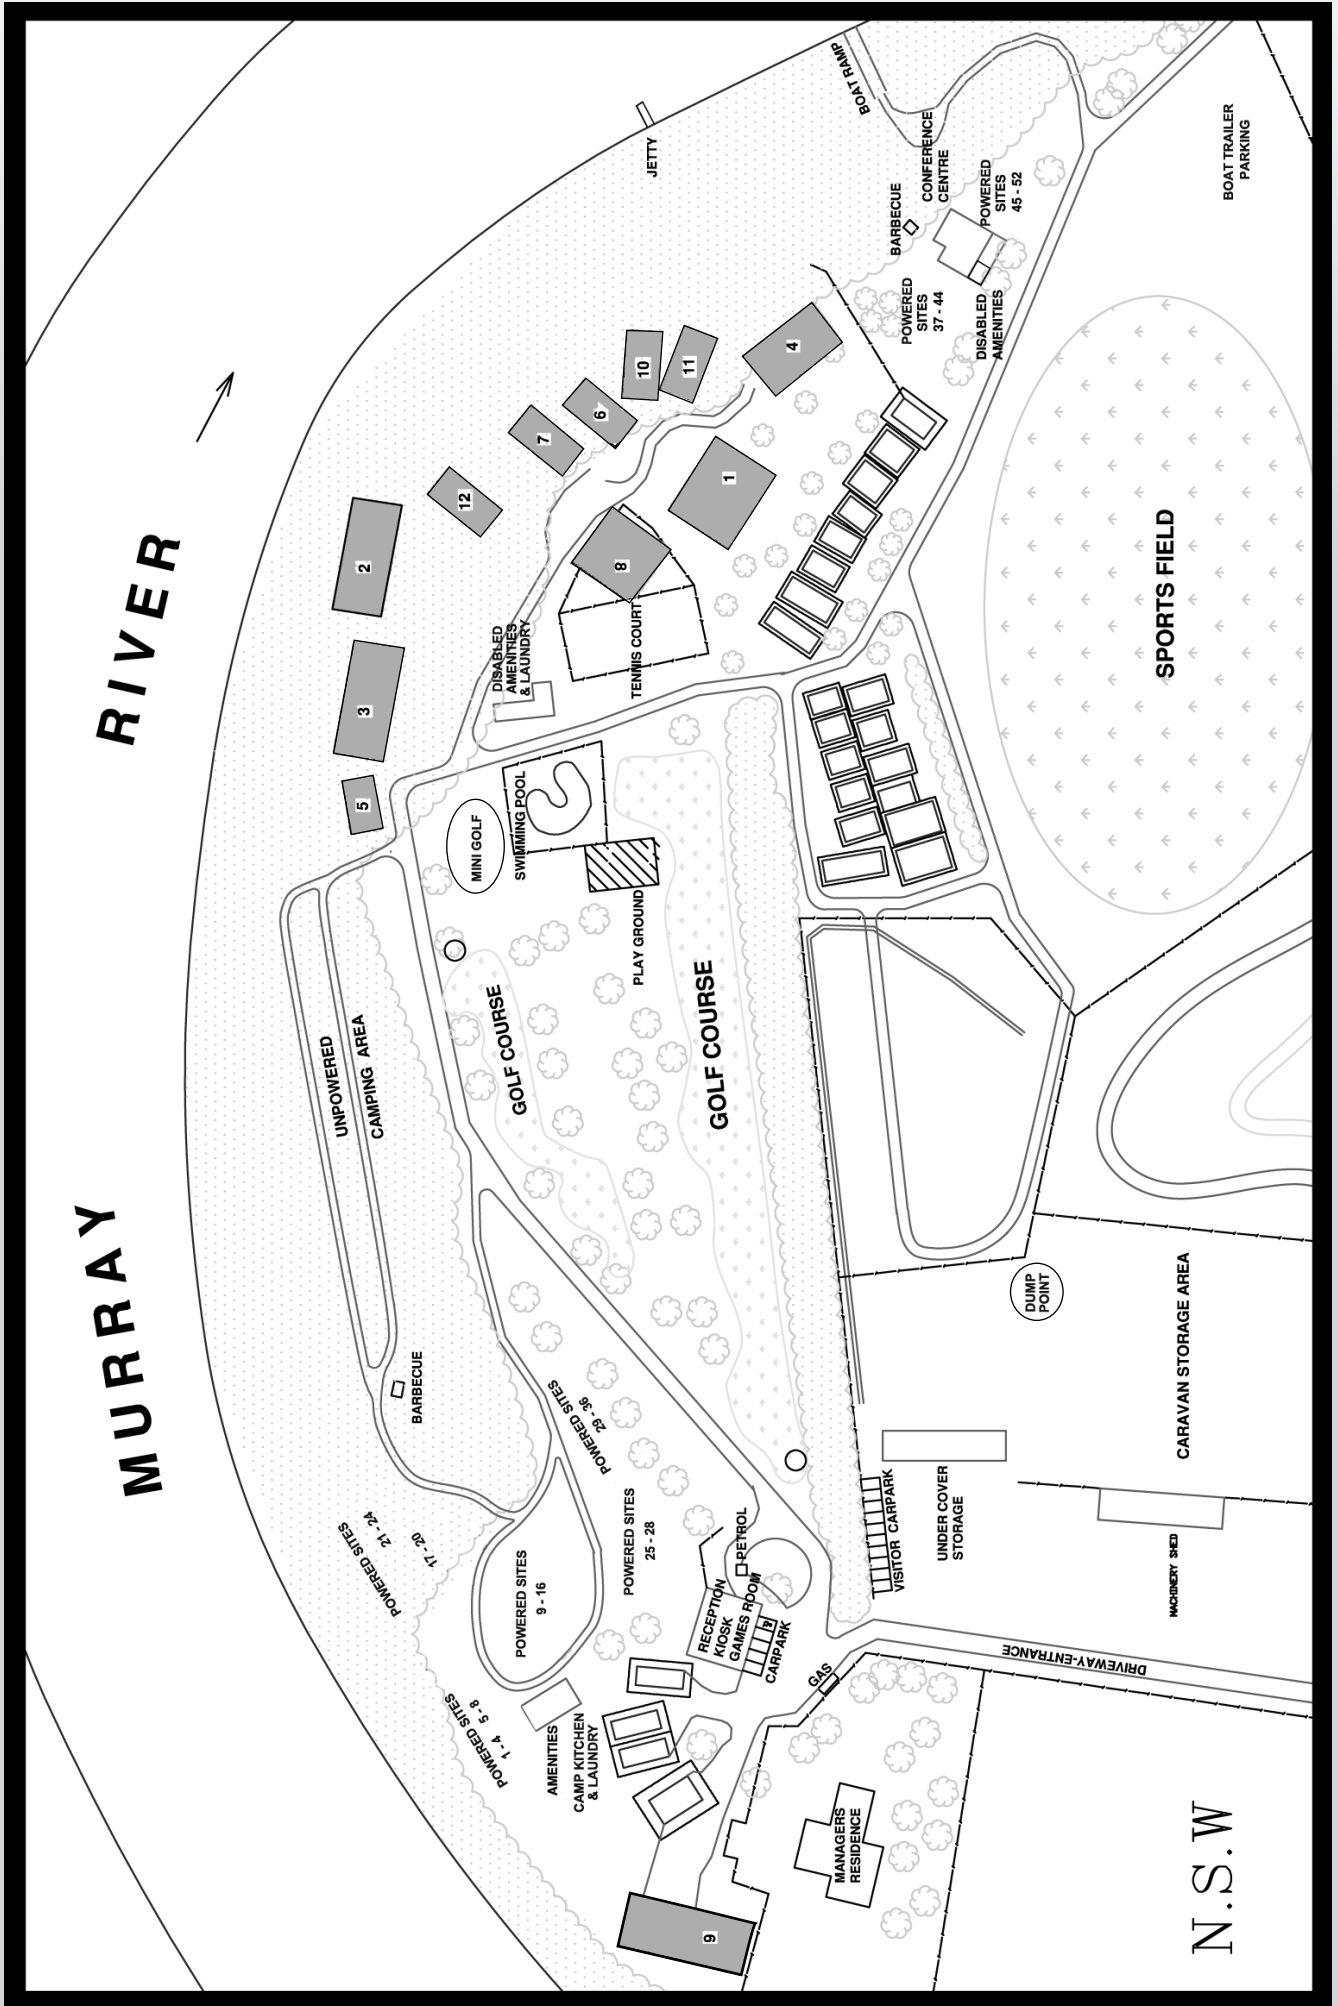 MURRAY
RIVER
BOAT RAMP
JETTY
BARBECUE
CONFERENCE
CENTRE
POWERED
SITES
45 - 52
BOAT TRAILER
PARKING
POWERED
SITES
37 - 44
DISABLED
AMENITIES
4
10
11
6
7
12
1
8
2
3
5
DISABLED
AMENITIES
& LAUNDRY
TENNIS COURT
SPORTS FIELD
MINI GOLF
SWIMMING POOL
PLAY GROUND
GOLF COURSE
GOLF COURSE
UNPOWERED
CAMPING AREA
BARBECUE
DUMP
POINT
CARAVAN STORAGE AREA
POWERED SITES
29 - 36
POWERED SITES
21 - 24
17 - 20
POWERED SITES
25 - 28
POWERED SITES
9 - 16
PETROL
RECEPTION
KIOSK
GAMES ROOM
CARPARK
VISITOR CARPARK
UNDER COVER
STORAGE
MACHINERY SHED
DRIVEWAY-ENTRANCE
GAS
POWERED SITES
1 - 4 5 - 8
AMENITIES
CAMP KITCHEN
& LAUNDRY
MANAGERS
RESIDENCE
9
N.S.W